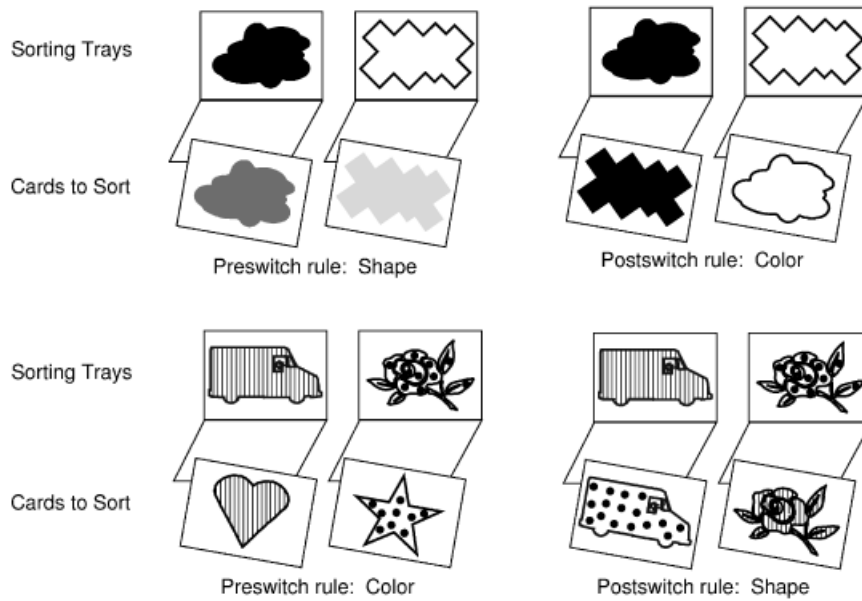 Sorting Trays
Cards to Sort
Preswitch rule: Shape
Postswitch rule: Color
Sorting Trays
Cards to Sort
Preswitch rule: Color
Postswitch rule: Shape